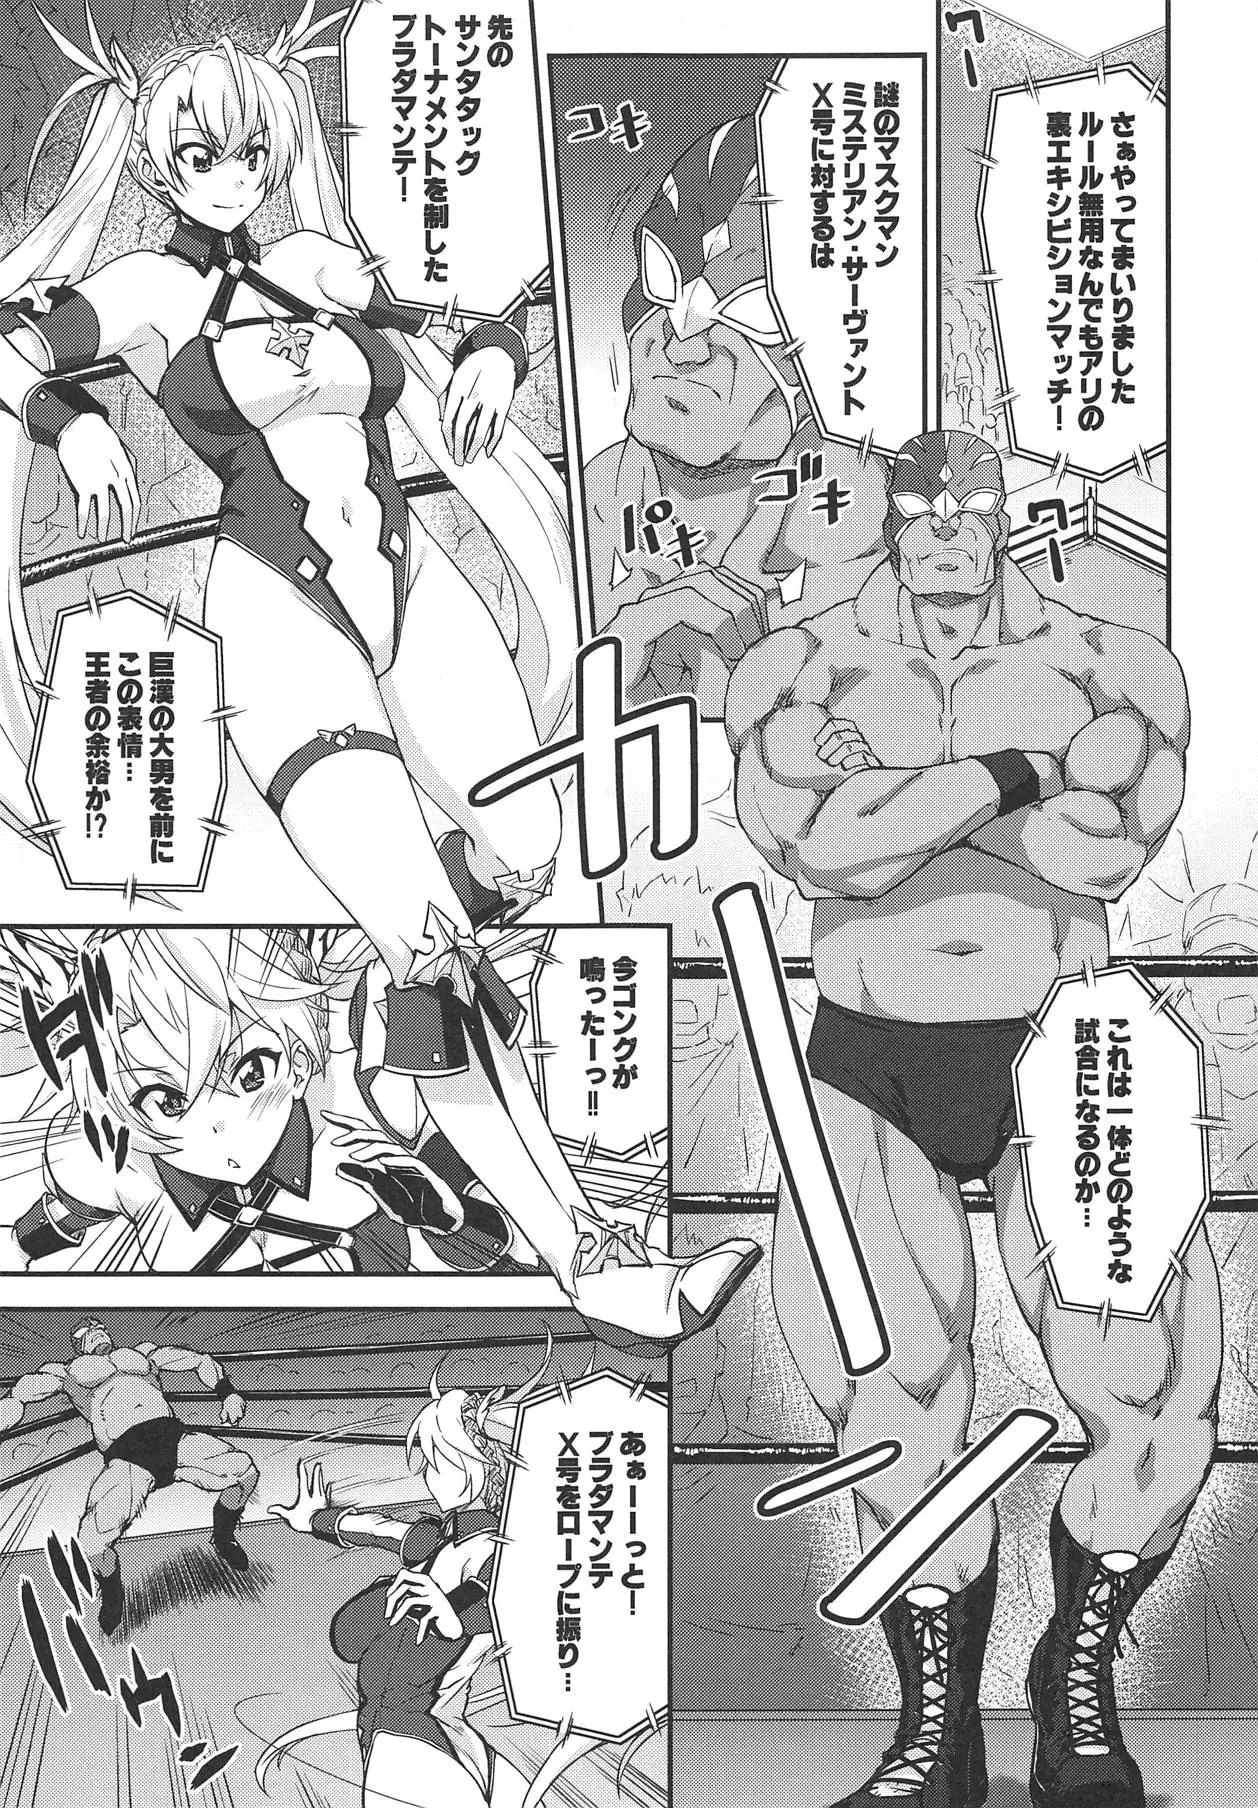 さぁやってまいりました
ルール無用なんでもアリの
裏エキシビションマッチ！
ワー
ワー
謎のマスクマン
ミステリアン・サーヴァント
X号に対するは
コキ
ゴキ
パキ
これは一体どのような
試合になるのか…
先の
サンタタッグ
トーナメントを制した
ブラダマンテ！
巨漢の大男を前に
この表情…
王者の余裕か!?
カーン！
今ゴングが
鳴ったーっ!!
あぁーーっと！
ブラダマンテ
X号をロープに振り…